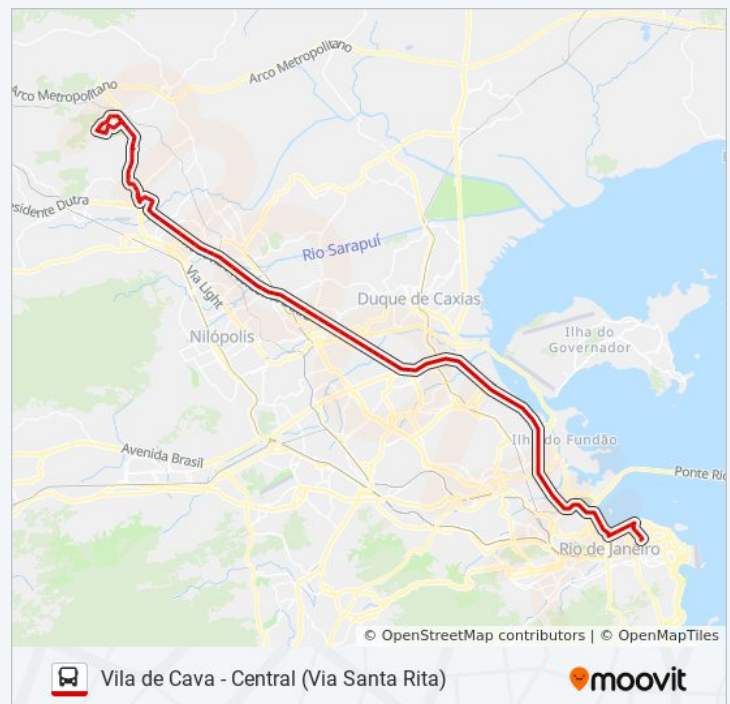 Arco Metropolitano
Arco Metropolitano
sidente Dutra
Rio Sarapuí
Via Light
Duque de Caxias
Nilópolis
Ilha do
Governador
Avenida Brasil
Ilha do Fundão
Ponte Rio
Rio de Janeiro
© OpenStreetMap contributors | © OpenMapTiles
Vila de Cava - Central (Via Santa Rita)
moovit